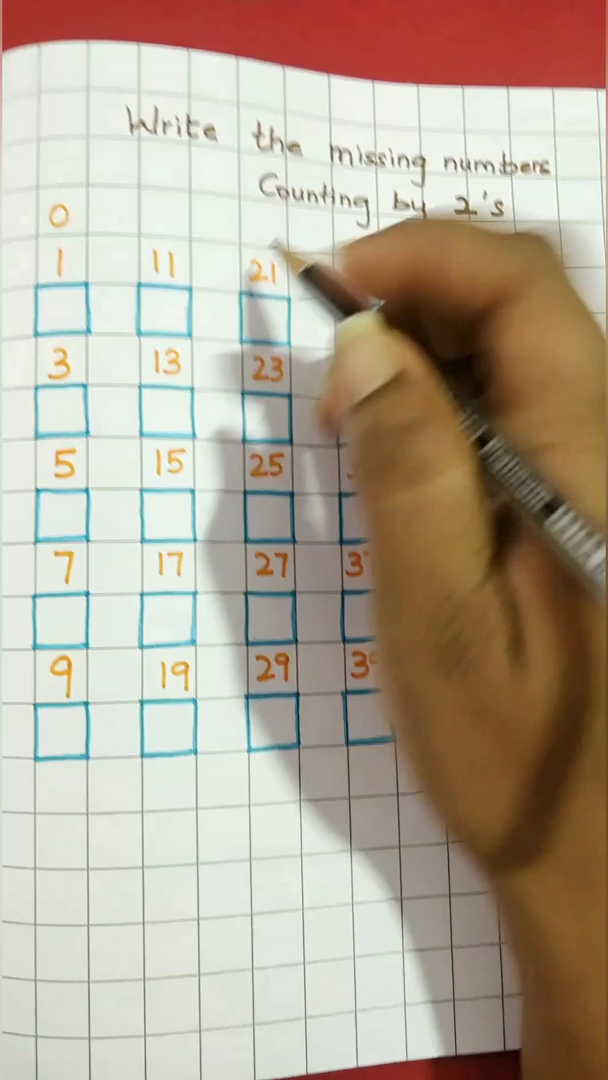 Write the missing numbers
Counting by 2's
0
1 11 21
3 13 23
5 15 25
7 17 27
9 19 29